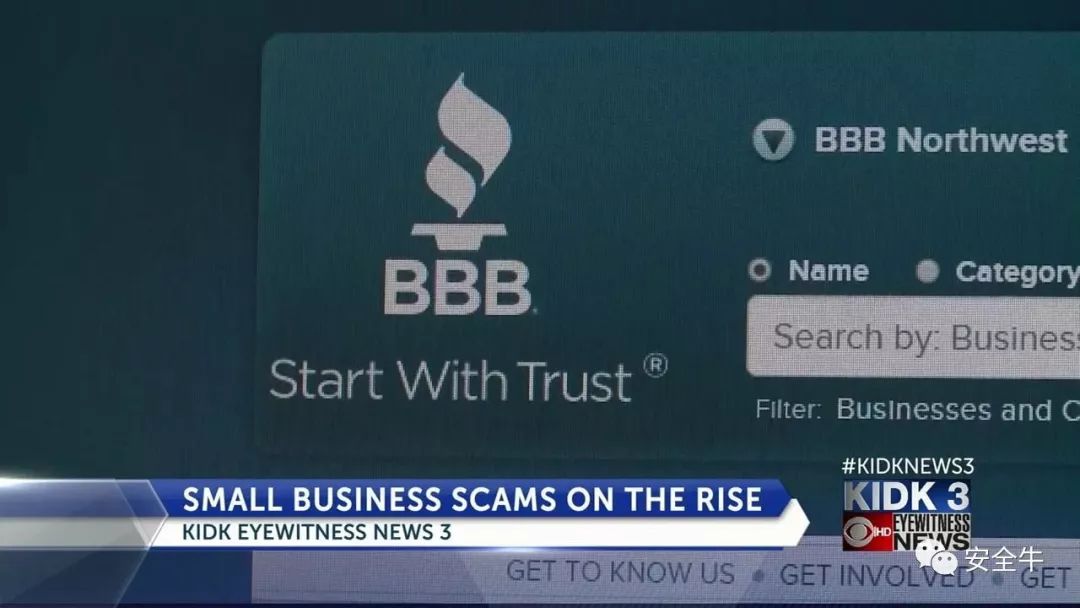 BBB Northwest
Name
Category
BBB.
Start With Trust ®
Search by: Business
Filter: Businesses and C
#KIDKNEWS3
SMALL BUSINESS SCAMS ON THE RISE
KIDK EYEWITNESS NEWS 3
KIDK 3
HD EYEWITNESS
NEWS
安全牛
GET TO KNOW US • GET INVOLVED • GET